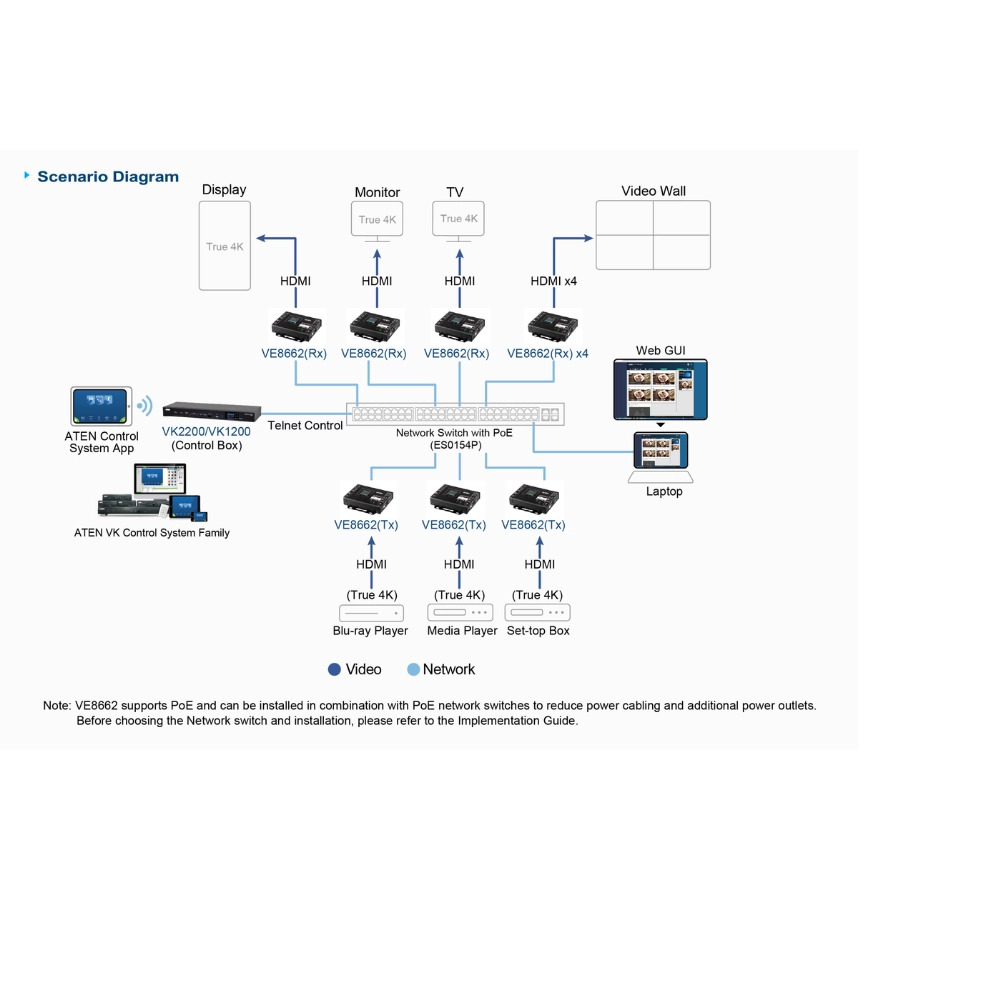 Scenario Diagram
Display
Monitor
TV
Video Wall
True 4K
True 4K
True 4K
HDMI
HDMI
HDMI
HDMI x4
VE8662(Rx)
VE8662(Rx)
VE8662(Rx)
VE8662(Rx) x4
Web GUI
ATEN Control
System App
VK2200/VK1200
(Control Box)
Telnet Control
Network Switch with PoE
(ES0154P)
Laptop
ATEN VK Control System Family
VE8662(Tx)
VE8662(Tx)
VE8662(Tx)
HDMI
HDMI
HDMI
(True 4K)
(True 4K)
(True 4K)
Blu-ray Player
Media Player
Set-top Box
Video
Network
Note: VE8662 supports PoE and can be installed in combination with PoE network switches to reduce power cabling and additional power outlets.
Before choosing the Network switch and installation, please refer to the Implementation Guide.